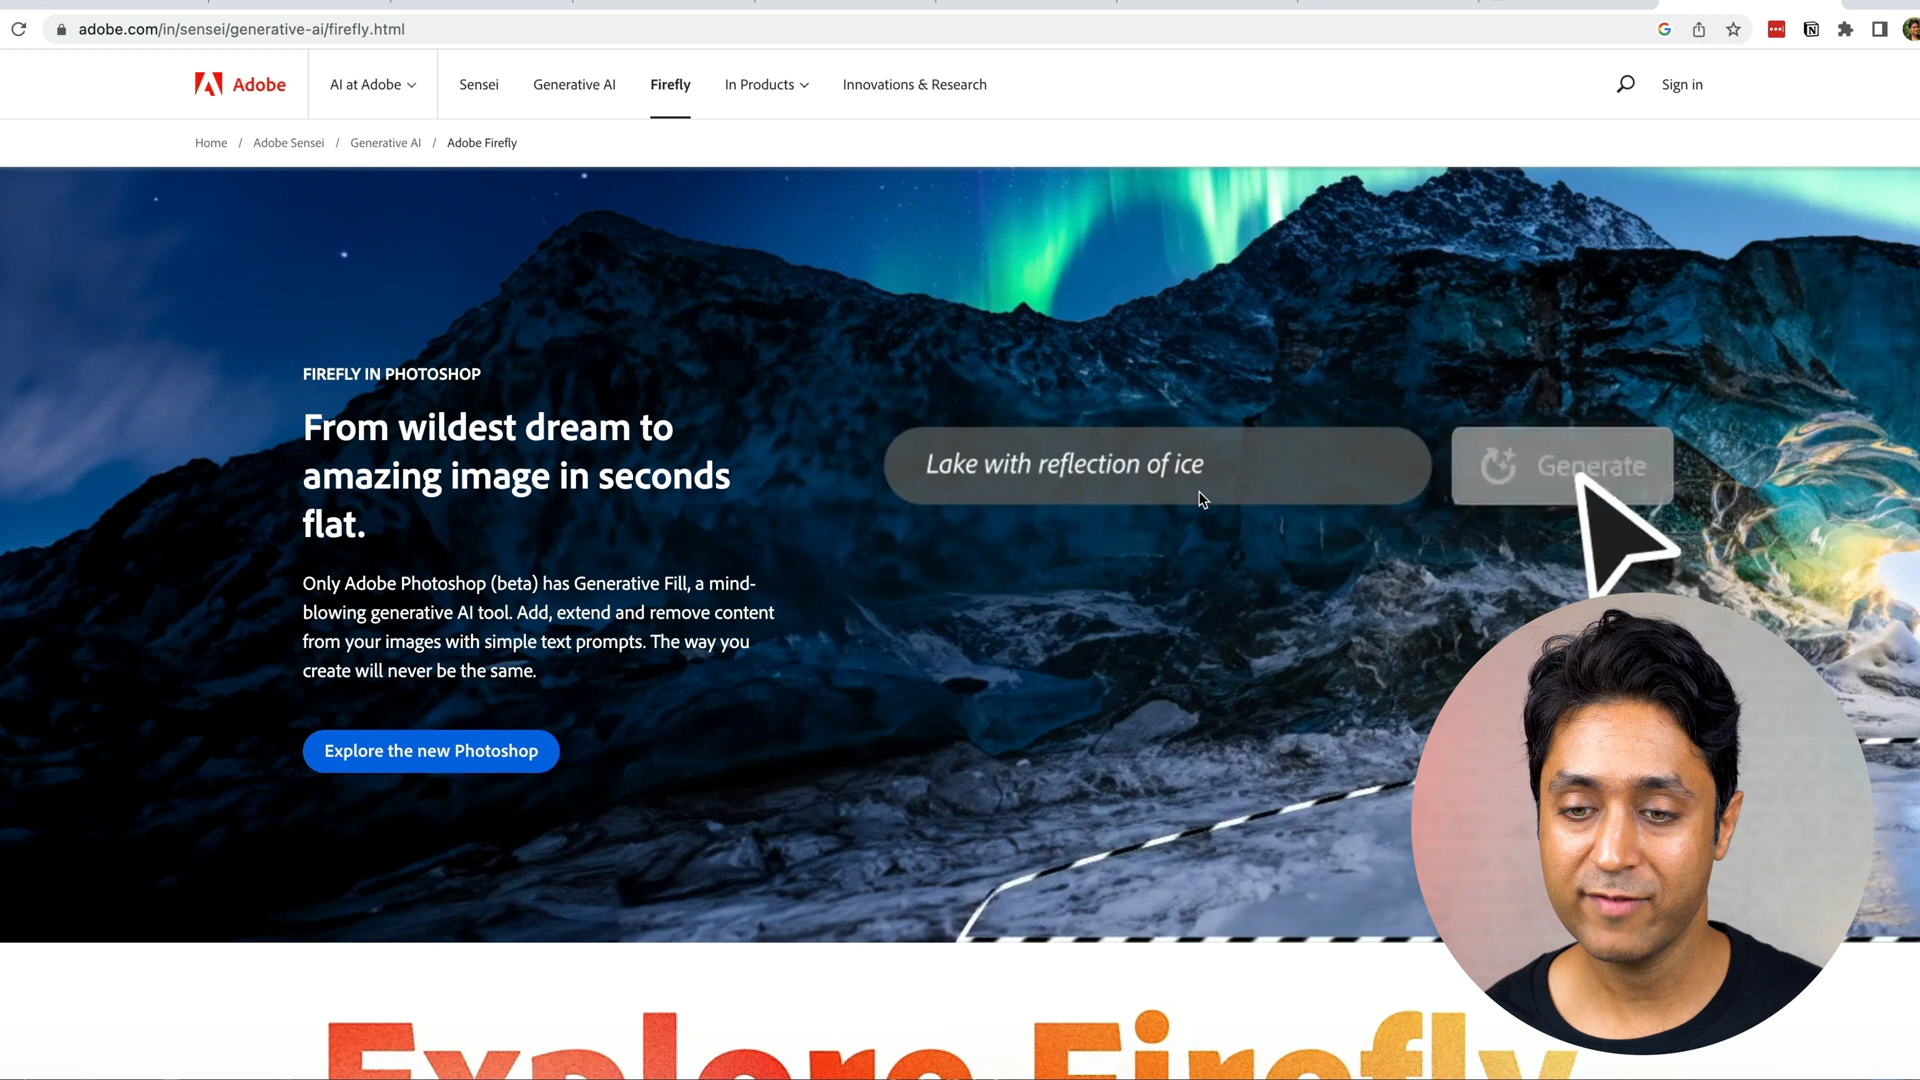 adobe.com/in/sensei/generative-ai/firefly.html
Adobe
AI at Adobe
Sensei
Generative AI
Firefly
In Products
Innovations & Research
Sign in
Home / Adobe Sensei / Generative AI / Adobe Firefly
FIREFLY IN PHOTOSHOP
From wildest dream to
amazing image in seconds
flat.
Only Adobe Photoshop (beta) has Generative Fill, a mind-
blowing generative AI tool. Add, extend and remove content
from your images with simple text prompts. The way you
create will never be the same.
Explore the new Photoshop
Lake with reflection of ice
Generate
Explore Firefly